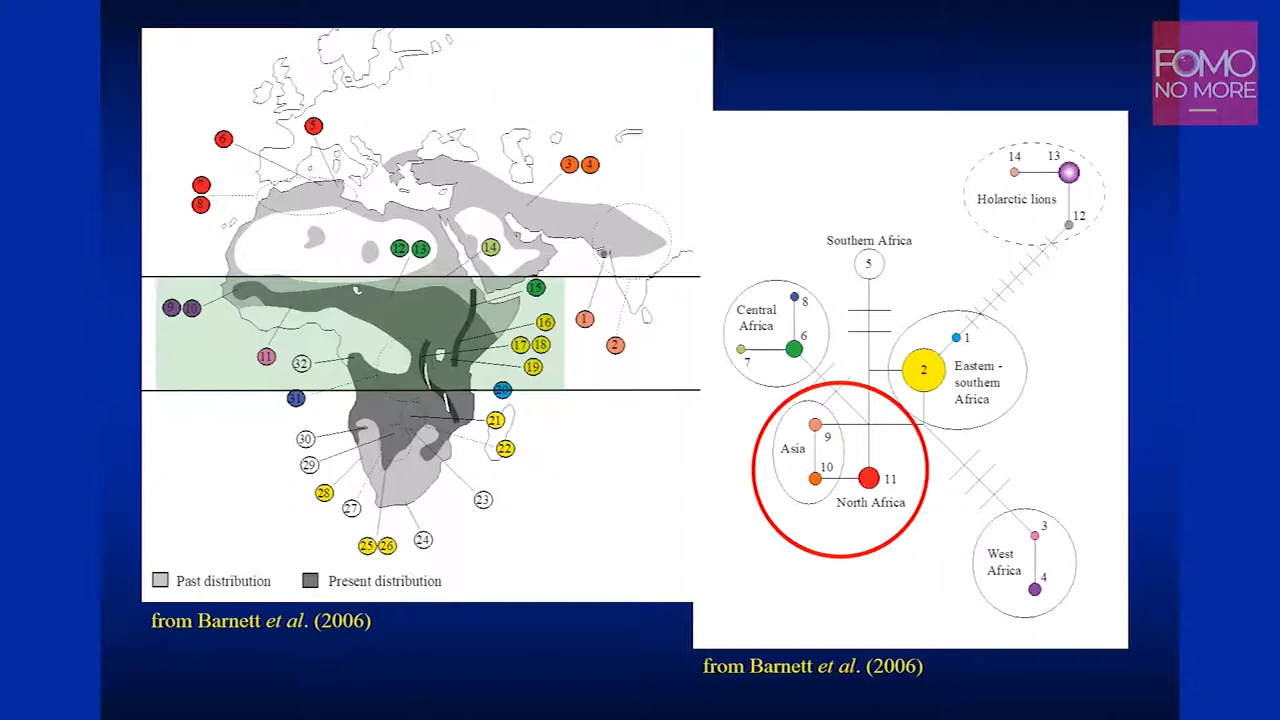 FOMO
NO MORE
5
6
7
8
3 4
12 13
14
9 10
15
16
17 18
19
11
32
1
2
31
20
21
22
30
29
28
27
23
24
25 26
Past distribution
Present distribution
from Barnett et al. (2006)
14 13
Holarctic lions
12
Southern Africa
5
Central
Africa
8
6
7
1
2
Eastern -
southern
Africa
Asia
9
10
11
North Africa
3
West
Africa
4
from Barnett et al. (2006)